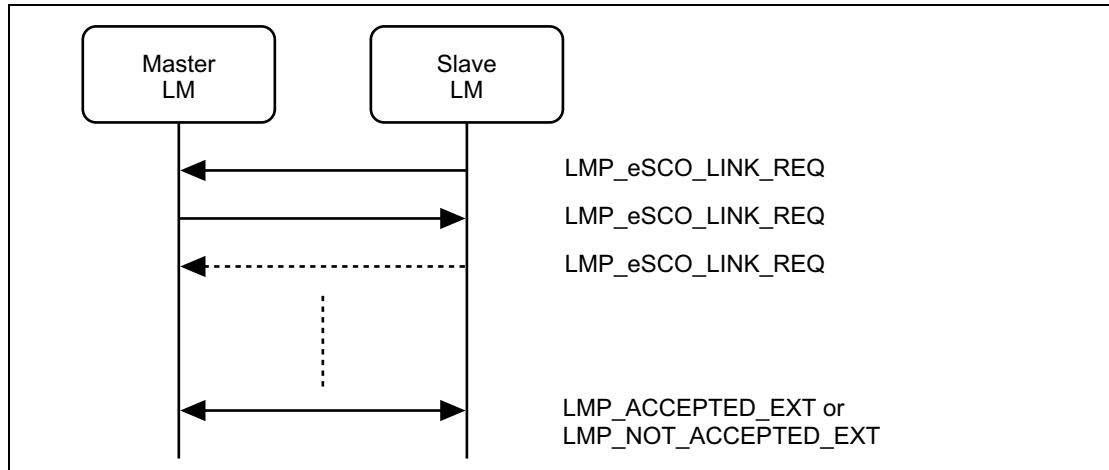 Master
LM
Slave
LM
LMP_eSCO_LINK_REQ
LMP_eSCO_LINK_REQ
LMP_eSCO_LINK_REQ
LMP_ACCEPTED_EXT or
LMP_NOT_ACCEPTED_EXT